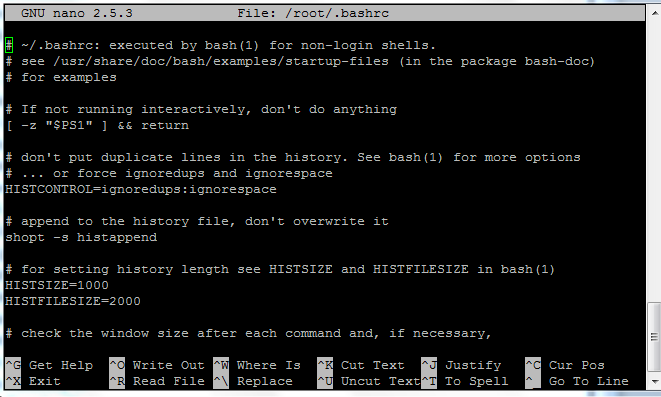 GNU nano 2.5.3 File: /root/.bashrc
# ~/.bashrc: executed by bash(1) for non-login shells.
# see /usr/share/doc/bash/examples/startup-files (in the package bash-doc)
# for examples
# If not running interactively, don't do anything
[ -z "$PS1" ] && return
# don't put duplicate lines in the history. See bash(1) for more options
# ... or force ignoredups and ignorespace
HISTCONTROL=ignoredups:ignorespace
# append to the history file, don't overwrite it
shopt -s histappend
# for setting history length see HISTSIZE and HISTFILESIZE in bash(1)
HISTSIZE=1000
HISTFILESIZE=2000
# check the window size after each command and, if necessary,
^G Get Help ^O Write Out ^W Where Is ^K Cut Text ^J Justify ^C Cur Pos
^X Exit ^R Read File ^\ Replace ^U Uncut Text ^T To Spell ^_ Go To Line